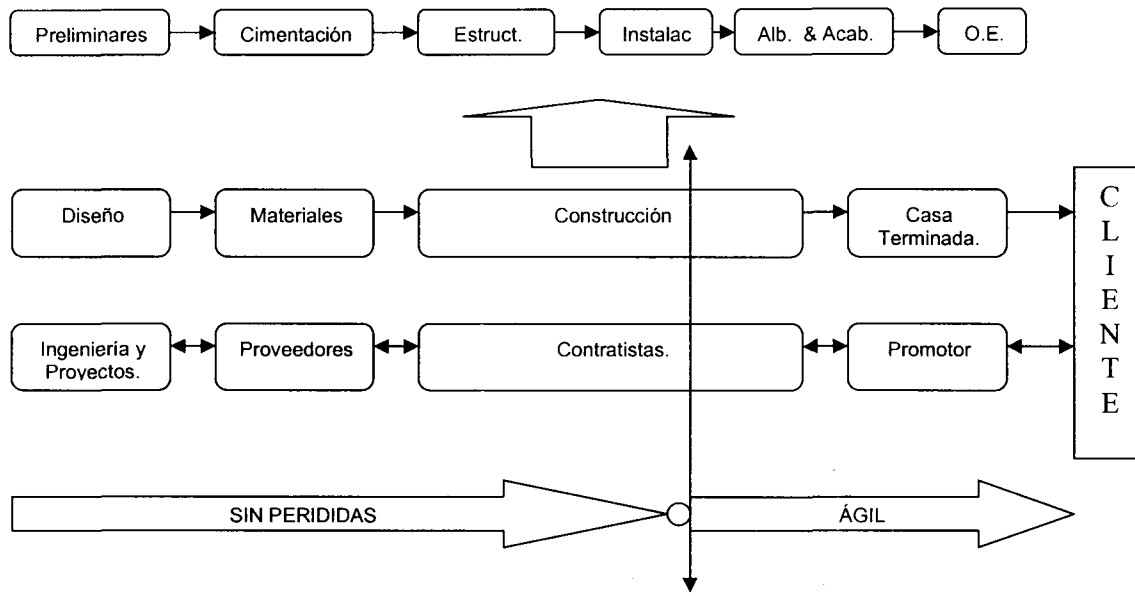 Preliminares
Cimentación
Estruct.
Instalac
Alb. & Acab.
O.E.
Diseño
Materiales
Construcción
Casa
Terminada.
Ingeniería y
Proyectos.
Proveedores
Contratistas.
Promotor
CLIENTE
SIN PERIDIDAS
ÁGIL